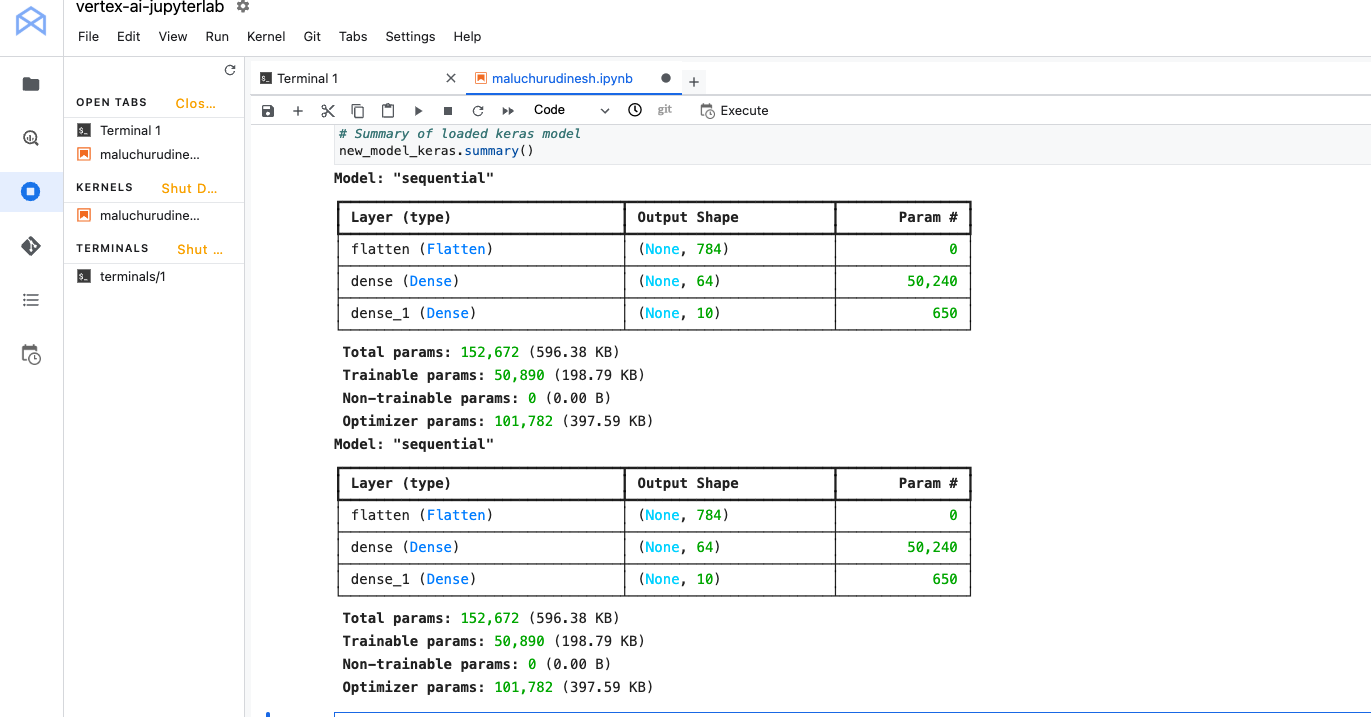 vertex-ai-jupyterlab
File Edit View Run Kernel Git Tabs Settings Help
OPEN TABS Clos...
Terminal 1
maluchurudine...
KERNELS Shut D...
maluchurudine...
TERMINALS Shut ...
terminals/1
Terminal 1 maluchurudinesh.ipynb
Code git Execute
# Summary of loaded keras model
new_model_keras.summary()
Model: "sequential"
Layer (type) Output Shape Param #
flatten (Flatten) (None, 784) 0
dense (Dense) (None, 64) 50,240
dense_1 (Dense) (None, 10) 650
Total params: 152,672 (596.38 KB)
Trainable params: 50,890 (198.79 KB)
Non-trainable params: 0 (0.00 B)
Optimizer params: 101,782 (397.59 KB)
Model: "sequential"
Layer (type) Output Shape Param #
flatten (Flatten) (None, 784) 0
dense (Dense) (None, 64) 50,240
dense_1 (Dense) (None, 10) 650
Total params: 152,672 (596.38 KB)
Trainable params: 50,890 (198.79 KB)
Non-trainable params: 0 (0.00 B)
Optimizer params: 101,782 (397.59 KB)